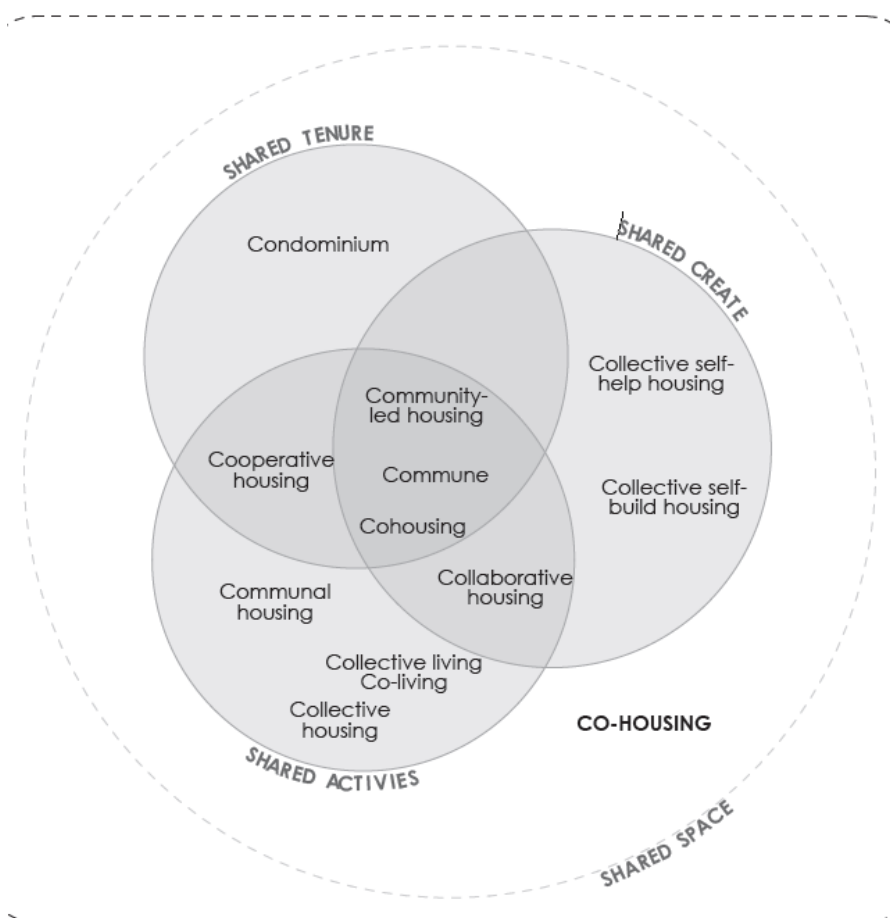 SHARED TENURE
Condominium
SHARED CREATE
Collective self-
help housing
Community-
led housing
Cooperative
housing
Commune
Collective self-
build housing
Cohousing
Collaborative
housing
Communal
housing
Collective living
Co-living
Collective
housing
CO-HOUSING
SHARED ACTIVIES
SHARED SPACE